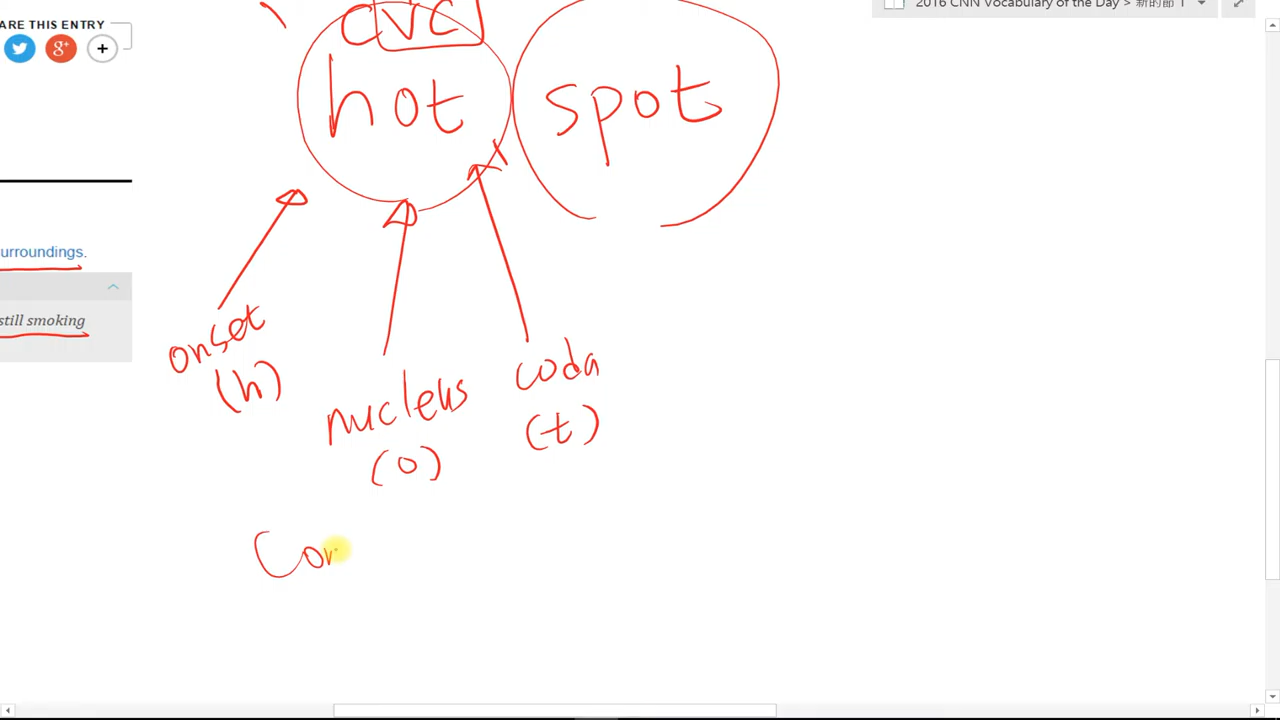 ARE THIS ENTRY
2016 CNN Vocabulary of the Day > 新的節 1
g+
+
CVC
hot
spot
urroundings.
still smoking
onset
(h)
nucleus
(o)
coda
(t)
Con